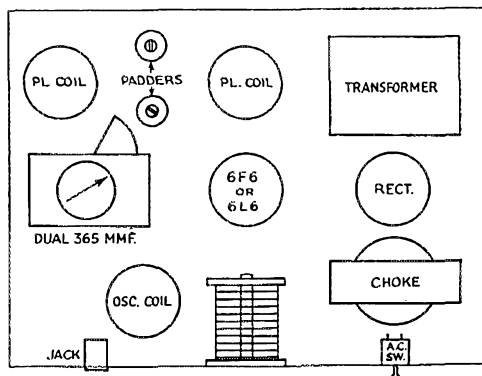 PL. COIL
PADDERS
PL. COIL
TRANSFORMER
6F6
OR
6L6
RECT.
DUAL 365 MMF.
CHOKE
OSC. COIL
JACK
A.C.
SW.